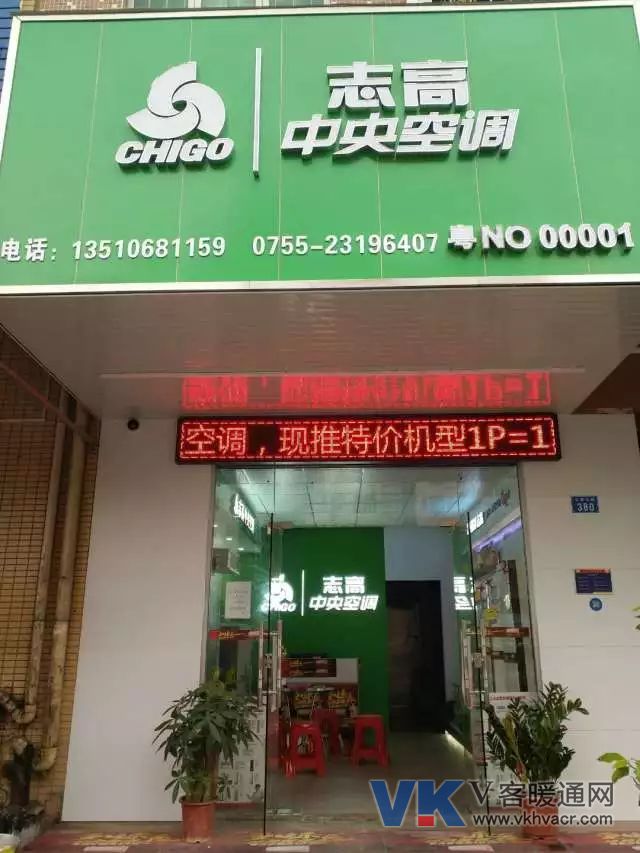 志高
CHIGO
中央空调
电话：13510681159 0755-23196407 粤NO 00001
空调，现推特价机型1P=1
380
志高
CHIGO 中央空调
VK V客暖通网
www.vkhvacr.com